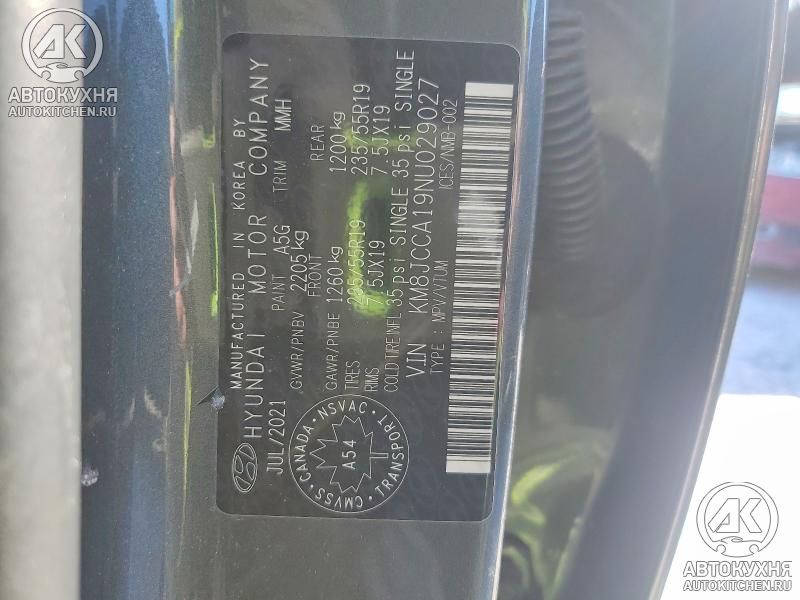 MANUFACTURED IN KOREA BY
HYUNDAI MOTOR COMPANY
JUL/2021 PAINT A5G TRIM MMH
GVWR/PNBV 2205kg
FRONT REAR
GAWR/PNBE 1260kg 1200kg
TIRES 235/55R19 235/55R19
RIMS 7.5JX19 7.5JX19
COLD TIRE INFL 35 psi SINGLE 35 psi SINGLE
VIN KM8JCCA19NU029027
TYPE : MPV/VTUM ICES/NMB-002
CMVSS · CANADA · NSVAC · TRANSPORT
A54
АК
АВТОКУХНЯ
AUTOKITCHEN.RU
АК
АВТОКУХНЯ
AUTOKITCHEN.RU